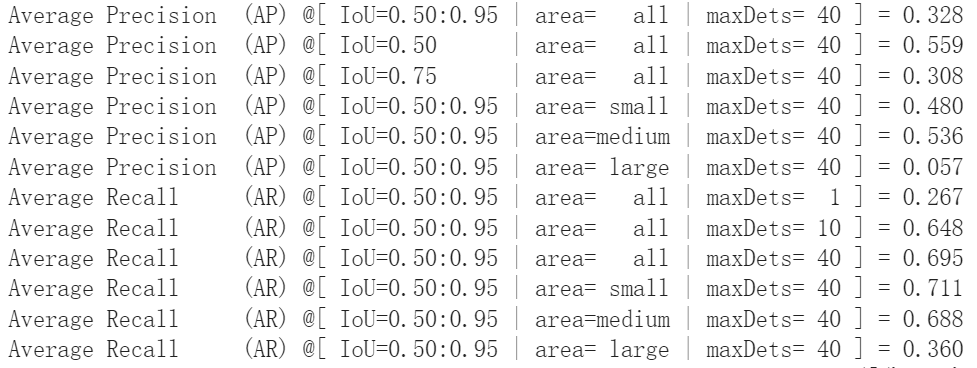 Average Precision  (AP) @[ IoU=0.50:0.95 | area=   all | maxDets= 40 ] = 0.328
Average Precision  (AP) @[ IoU=0.50      | area=   all | maxDets= 40 ] = 0.559
Average Precision  (AP) @[ IoU=0.75      | area=   all | maxDets= 40 ] = 0.308
Average Precision  (AP) @[ IoU=0.50:0.95 | area= small | maxDets= 40 ] = 0.480
Average Precision  (AP) @[ IoU=0.50:0.95 | area=medium | maxDets= 40 ] = 0.536
Average Precision  (AP) @[ IoU=0.50:0.95 | area= large | maxDets= 40 ] = 0.057
Average Recall     (AR) @[ IoU=0.50:0.95 | area=   all | maxDets=  1 ] = 0.267
Average Recall     (AR) @[ IoU=0.50:0.95 | area=   all | maxDets= 10 ] = 0.648
Average Recall     (AR) @[ IoU=0.50:0.95 | area=   all | maxDets= 40 ] = 0.695
Average Recall     (AR) @[ IoU=0.50:0.95 | area= small | maxDets= 40 ] = 0.711
Average Recall     (AR) @[ IoU=0.50:0.95 | area=medium | maxDets= 40 ] = 0.688
Average Recall     (AR) @[ IoU=0.50:0.95 | area= large | maxDets= 40 ] = 0.360